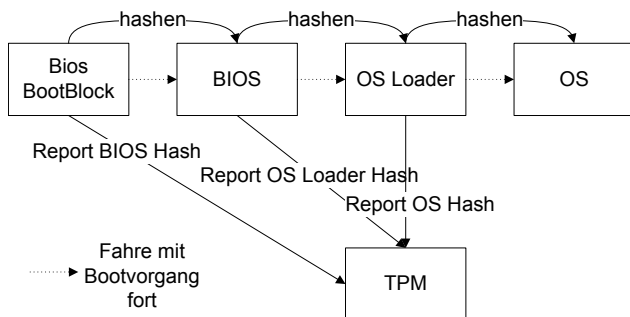 hashen
hashen
hashen
Bios
BootBlock
BIOS
OS Loader
OS
Report BIOS Hash
Report OS Loader Hash
Report OS Hash
Fahre mit
Bootvorgang
fort
TPM